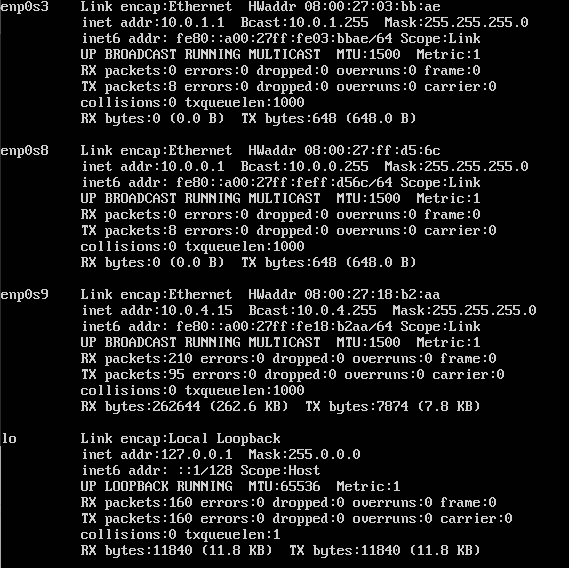 enp0s3 Link encap:Ethernet HWaddr 08:00:27:03:bb:ae
inet addr:10.0.1.1 Bcast:10.0.1.255 Mask:255.255.255.0
inet6 addr: fe80::a00:27ff:fe03:bbae/64 Scope:Link
UP BROADCAST RUNNING MULTICAST MTU:1500 Metric:1
RX packets:0 errors:0 dropped:0 overruns:0 frame:0
TX packets:8 errors:0 dropped:0 overruns:0 carrier:0
collisions:0 txqueuelen:1000
RX bytes:0 (0.0 B) TX bytes:648 (648.0 B)
enp0s8 Link encap:Ethernet HWaddr 08:00:27:ff:d5:6c
inet addr:10.0.0.1 Bcast:10.0.0.255 Mask:255.255.255.0
inet6 addr: fe80::a00:27ff:feff:d56c/64 Scope:Link
UP BROADCAST RUNNING MULTICAST MTU:1500 Metric:1
RX packets:0 errors:0 dropped:0 overruns:0 frame:0
TX packets:8 errors:0 dropped:0 overruns:0 carrier:0
collisions:0 txqueuelen:1000
RX bytes:0 (0.0 B) TX bytes:648 (648.0 B)
enp0s9 Link encap:Ethernet HWaddr 08:00:27:18:b2:aa
inet addr:10.0.4.15 Bcast:10.0.4.255 Mask:255.255.255.0
inet6 addr: fe80::a00:27ff:fe18:b2aa/64 Scope:Link
UP BROADCAST RUNNING MULTICAST MTU:1500 Metric:1
RX packets:210 errors:0 dropped:0 overruns:0 frame:0
TX packets:95 errors:0 dropped:0 overruns:0 carrier:0
collisions:0 txqueuelen:1000
RX bytes:262644 (262.6 KB) TX bytes:7874 (7.8 KB)
lo Link encap:Local Loopback
inet addr:127.0.0.1 Mask:255.0.0.0
inet6 addr: ::1/128 Scope:Host
UP LOOPBACK RUNNING MTU:65536 Metric:1
RX packets:160 errors:0 dropped:0 overruns:0 frame:0
TX packets:160 errors:0 dropped:0 overruns:0 carrier:0
collisions:0 txqueuelen:1
RX bytes:11840 (11.8 KB) TX bytes:11840 (11.8 KB)